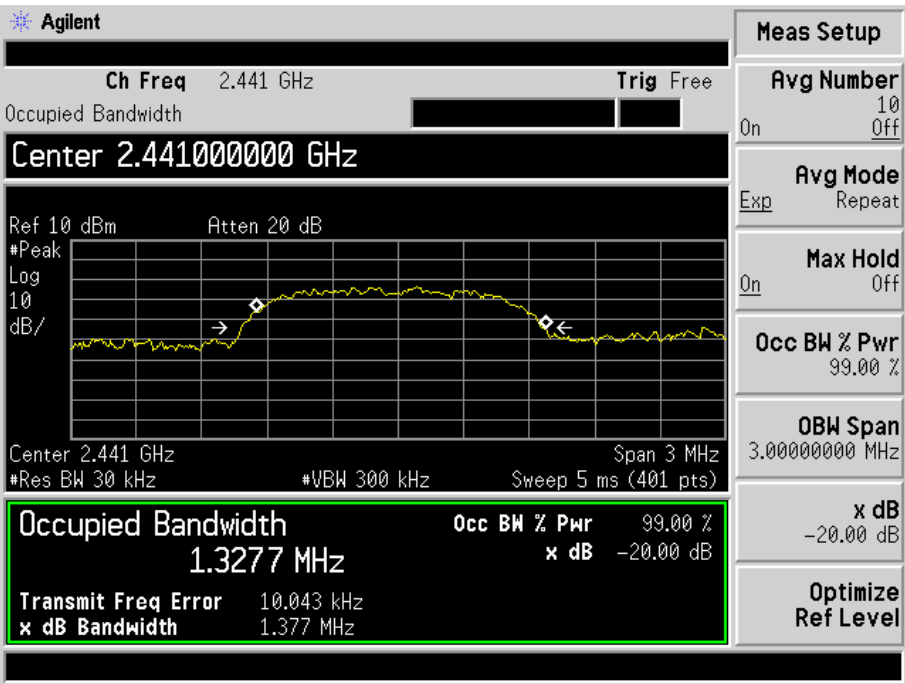 Agilent
Ch Freq 2.441 GHz Trig Free
Occupied Bandwidth
Center 2.441000000 GHz
Ref 10 dBm Atten 20 dB
#Peak
Log
10
dB/
Center 2.441 GHz Span 3 MHz
#Res BW 30 kHz #VBW 300 kHz Sweep 5 ms (401 pts)
Occupied Bandwidth Occ BW % Pwr 99.00 %
1.3277 MHz x dB -20.00 dB
Transmit Freq Error 10.043 kHz
x dB Bandwidth 1.377 MHz
Meas Setup
Avg Number
10
On Off
Avg Mode
Exp Repeat
Max Hold
On Off
Occ BW % Pwr
99.00 %
OBW Span
3.00000000 MHz
x dB
-20.00 dB
Optimize
Ref Level